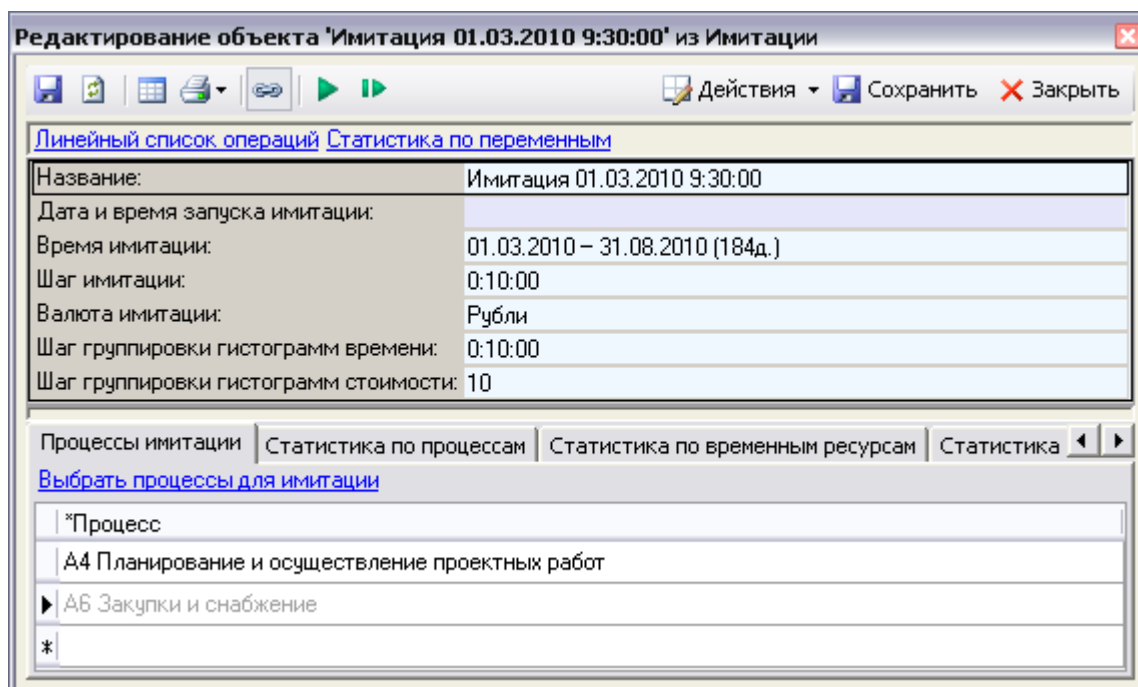 Редактирование объекта 'Имитация 01.03.2010 9:30:00' из Имитации
Действия Сохранить Закрыть
Линейный список операций Статистика по переменным
Название: Имитация 01.03.2010 9:30:00
Дата и время запуска имитации:
Время имитации: 01.03.2010 – 31.08.2010 (184д.)
Шаг имитации: 0:10:00
Валюта имитации: Рубли
Шаг группировки гистограмм времени: 0:10:00
Шаг группировки гистограмм стоимости: 10
Процессы имитации Статистика по процессам Статистика по временным ресурсам Статистика
Выбрать процессы для имитации
*Процесс
А4 Планирование и осуществление проектных работ
А6 Закупки и снабжение
*